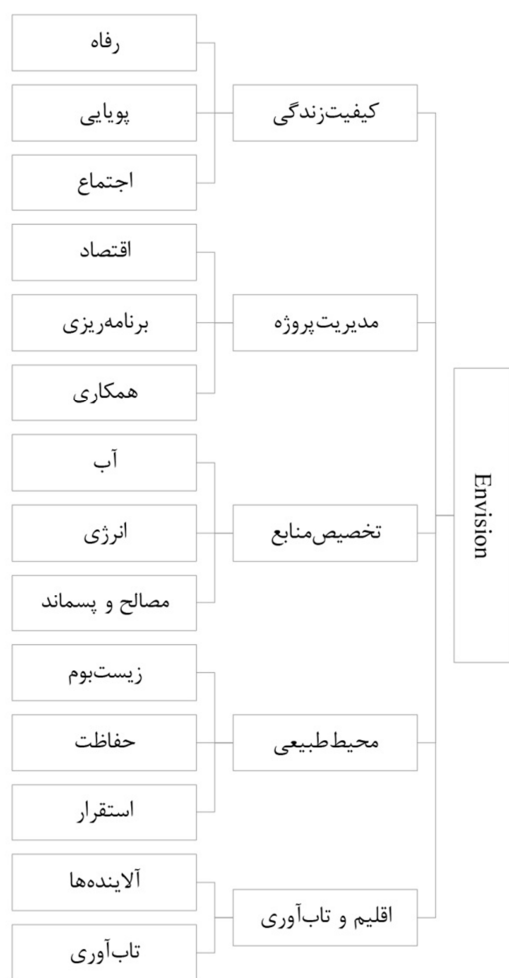 Envision
کیفیت‌زندگی
رفاه
پویایی
اجتماع
مدیریت‌پروژه
اقتصاد
برنامه‌ریزی
همکاری
تخصیص‌منابع
آب
انرژی
مصالح و پسماند
محیط‌طبیعی
زیست‌بوم
حفاظت
استقرار
اقلیم و تاب‌آوری
آلاینده‌ها
تاب‌آوری